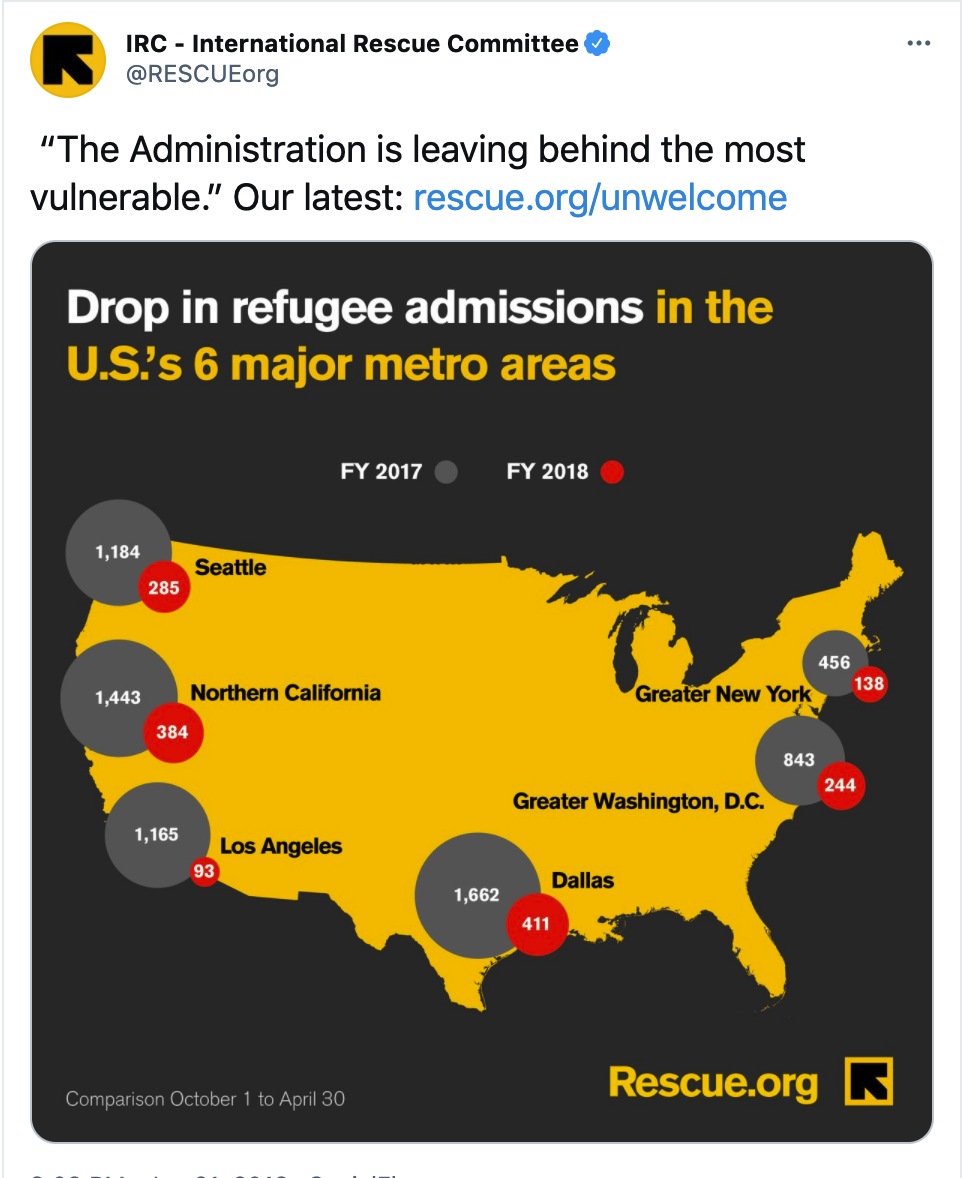 IRC - International Rescue Committee
@RESCUEorg
“The Administration is leaving behind the most
vulnerable.” Our latest: rescue.org/unwelcome
Drop in refugee admissions in the
U.S.'s 6 major metro areas
FY 2017
FY 2018
1,184
285
Seattle
1,443
384
Northern California
1,165
93
Los Angeles
1,662
411
Dallas
456
138
Greater New York
843
244
Greater Washington, D.C.
Comparison October 1 to April 30
Rescue.org